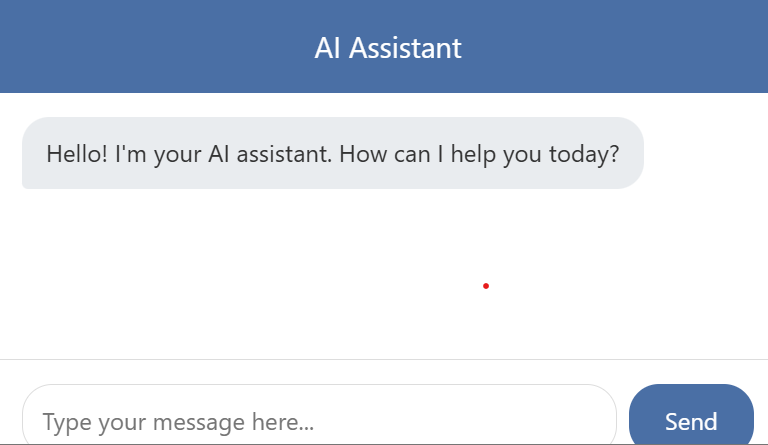 AI Assistant
Hello! I'm your AI assistant. How can I help you today?
Type your message here...
Send